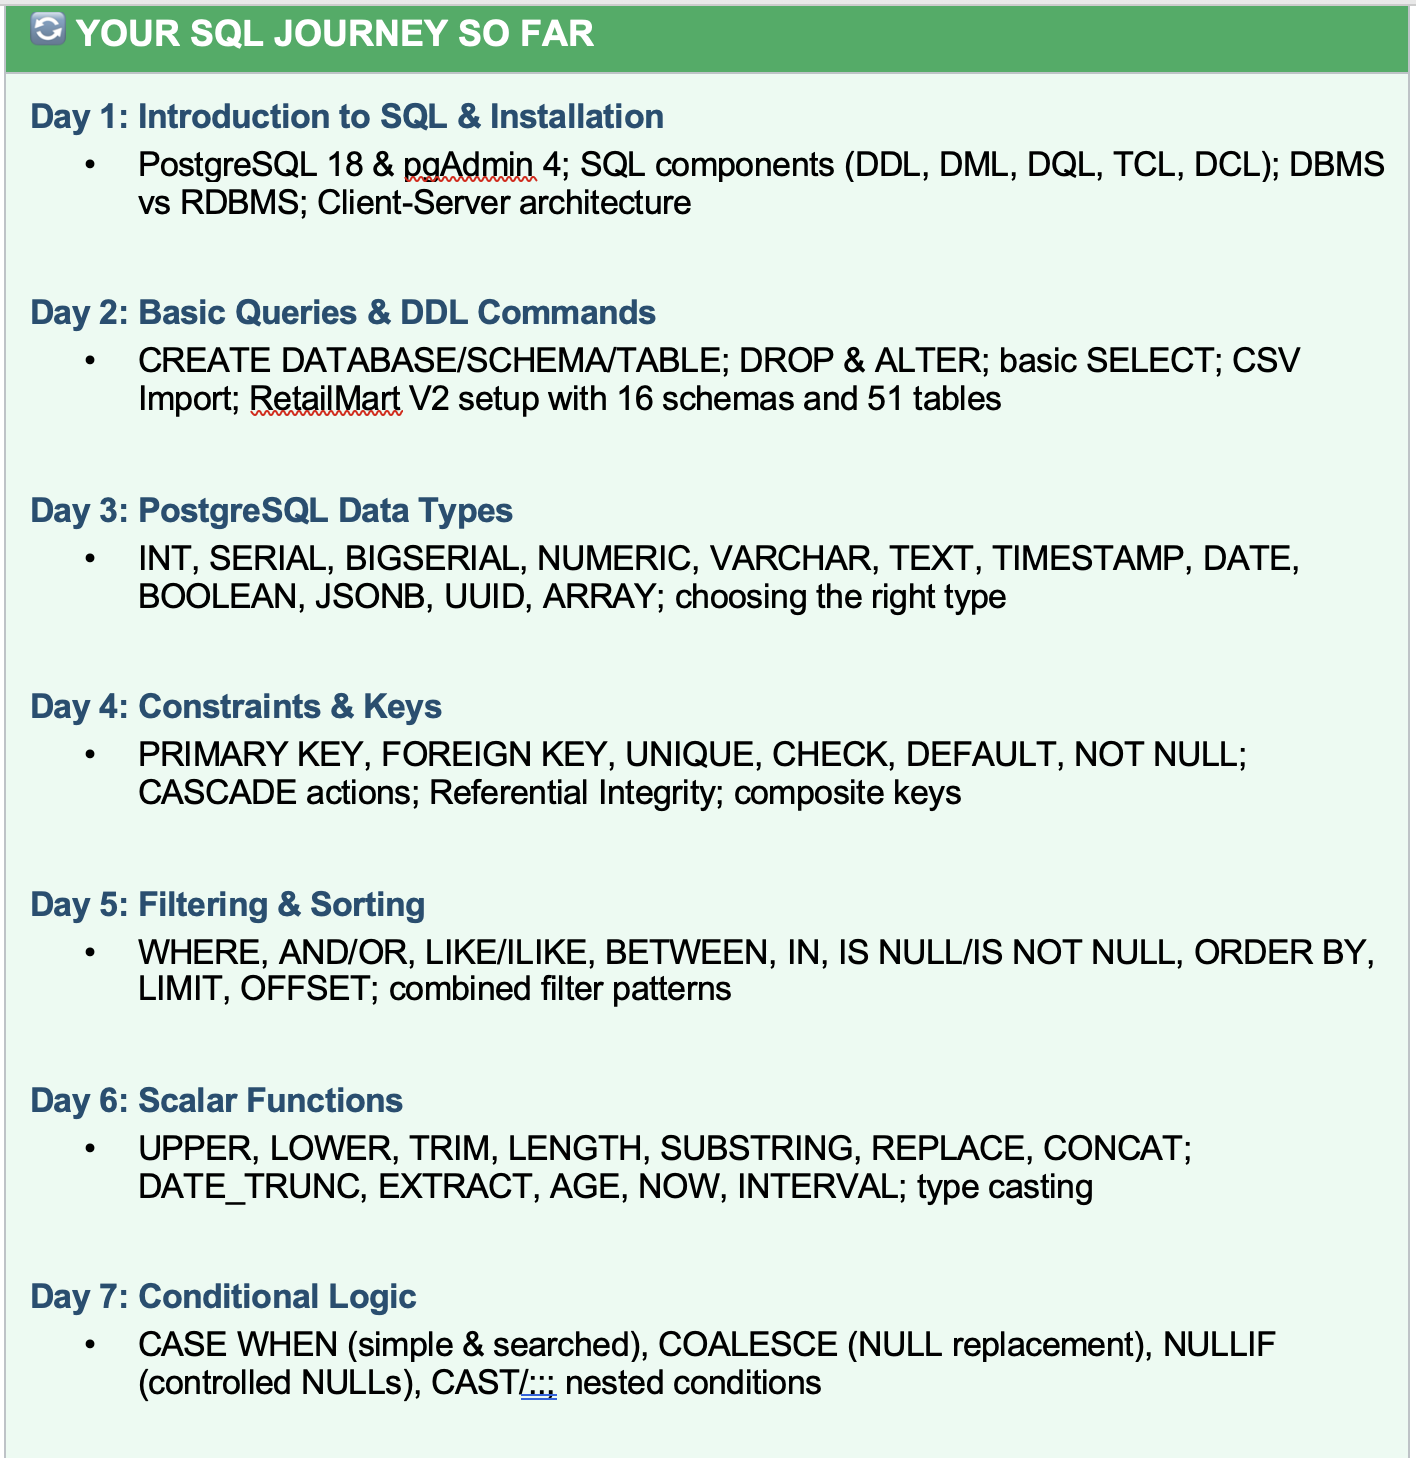 YOUR SQL JOURNEY SO FAR
Day 1: Introduction to SQL & Installation
• PostgreSQL 18 & pgAdmin 4; SQL components (DDL, DML, DQL, TCL, DCL); DBMS
vs RDBMS; Client-Server architecture
Day 2: Basic Queries & DDL Commands
• CREATE DATABASE/SCHEMA/TABLE; DROP & ALTER; basic SELECT; CSV
Import; RetailMart V2 setup with 16 schemas and 51 tables
Day 3: PostgreSQL Data Types
• INT, SERIAL, BIGSERIAL, NUMERIC, VARCHAR, TEXT, TIMESTAMP, DATE,
BOOLEAN, JSONB, UUID, ARRAY; choosing the right type
Day 4: Constraints & Keys
• PRIMARY KEY, FOREIGN KEY, UNIQUE, CHECK, DEFAULT, NOT NULL;
CASCADE actions; Referential Integrity; composite keys
Day 5: Filtering & Sorting
• WHERE, AND/OR, LIKE/ILIKE, BETWEEN, IN, IS NULL/IS NOT NULL, ORDER BY,
LIMIT, OFFSET; combined filter patterns
Day 6: Scalar Functions
• UPPER, LOWER, TRIM, LENGTH, SUBSTRING, REPLACE, CONCAT;
DATE_TRUNC, EXTRACT, AGE, NOW, INTERVAL; type casting
Day 7: Conditional Logic
• CASE WHEN (simple & searched), COALESCE (NULL replacement), NULLIF
(controlled NULLs), CAST/::; nested conditions